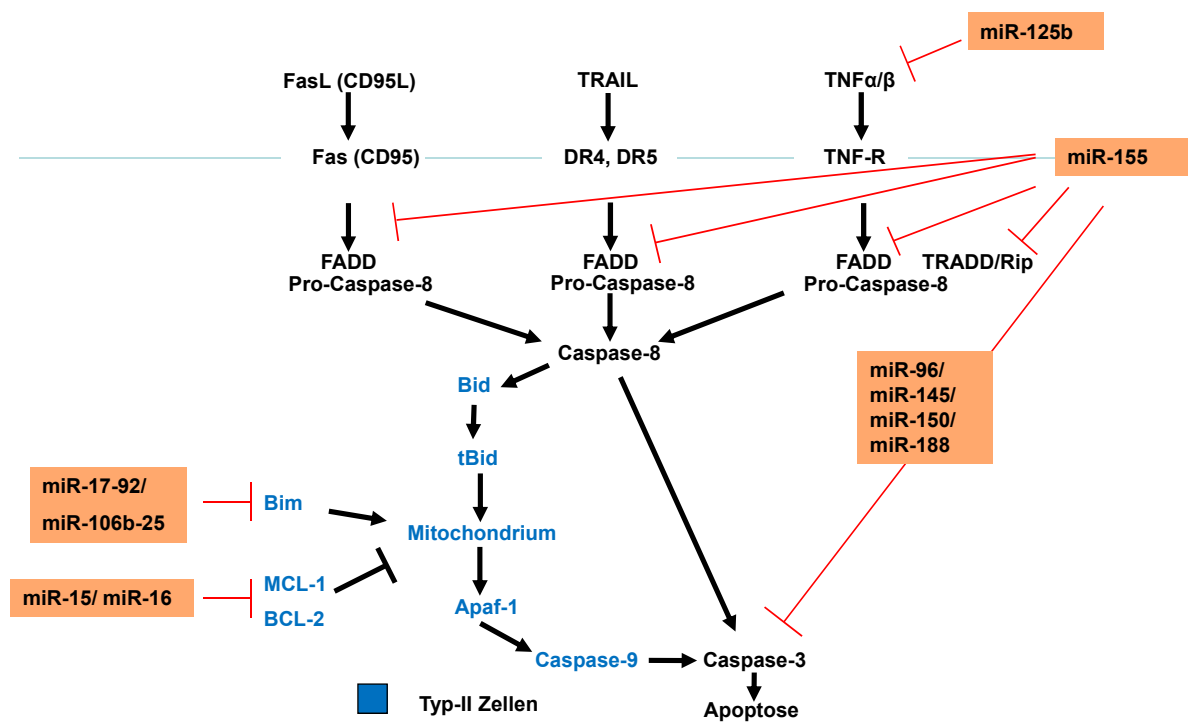 miR-125b
FasL (CD95L)
TRAIL
TNFα/β
Fas (CD95)
DR4, DR5
TNF-R
miR-155
FADD
Pro-Caspase-8
FADD
Pro-Caspase-8
FADD
Pro-Caspase-8
TRADD/Rip
Caspase-8
miR-96/
miR-145/
miR-150/
miR-188
Bid
tBid
miR-17-92/
miR-106b-25
Bim
Mitochondrium
miR-15/ miR-16
MCL-1
BCL-2
Apaf-1
Caspase-9
Caspase-3
Typ-II Zellen
Apoptose